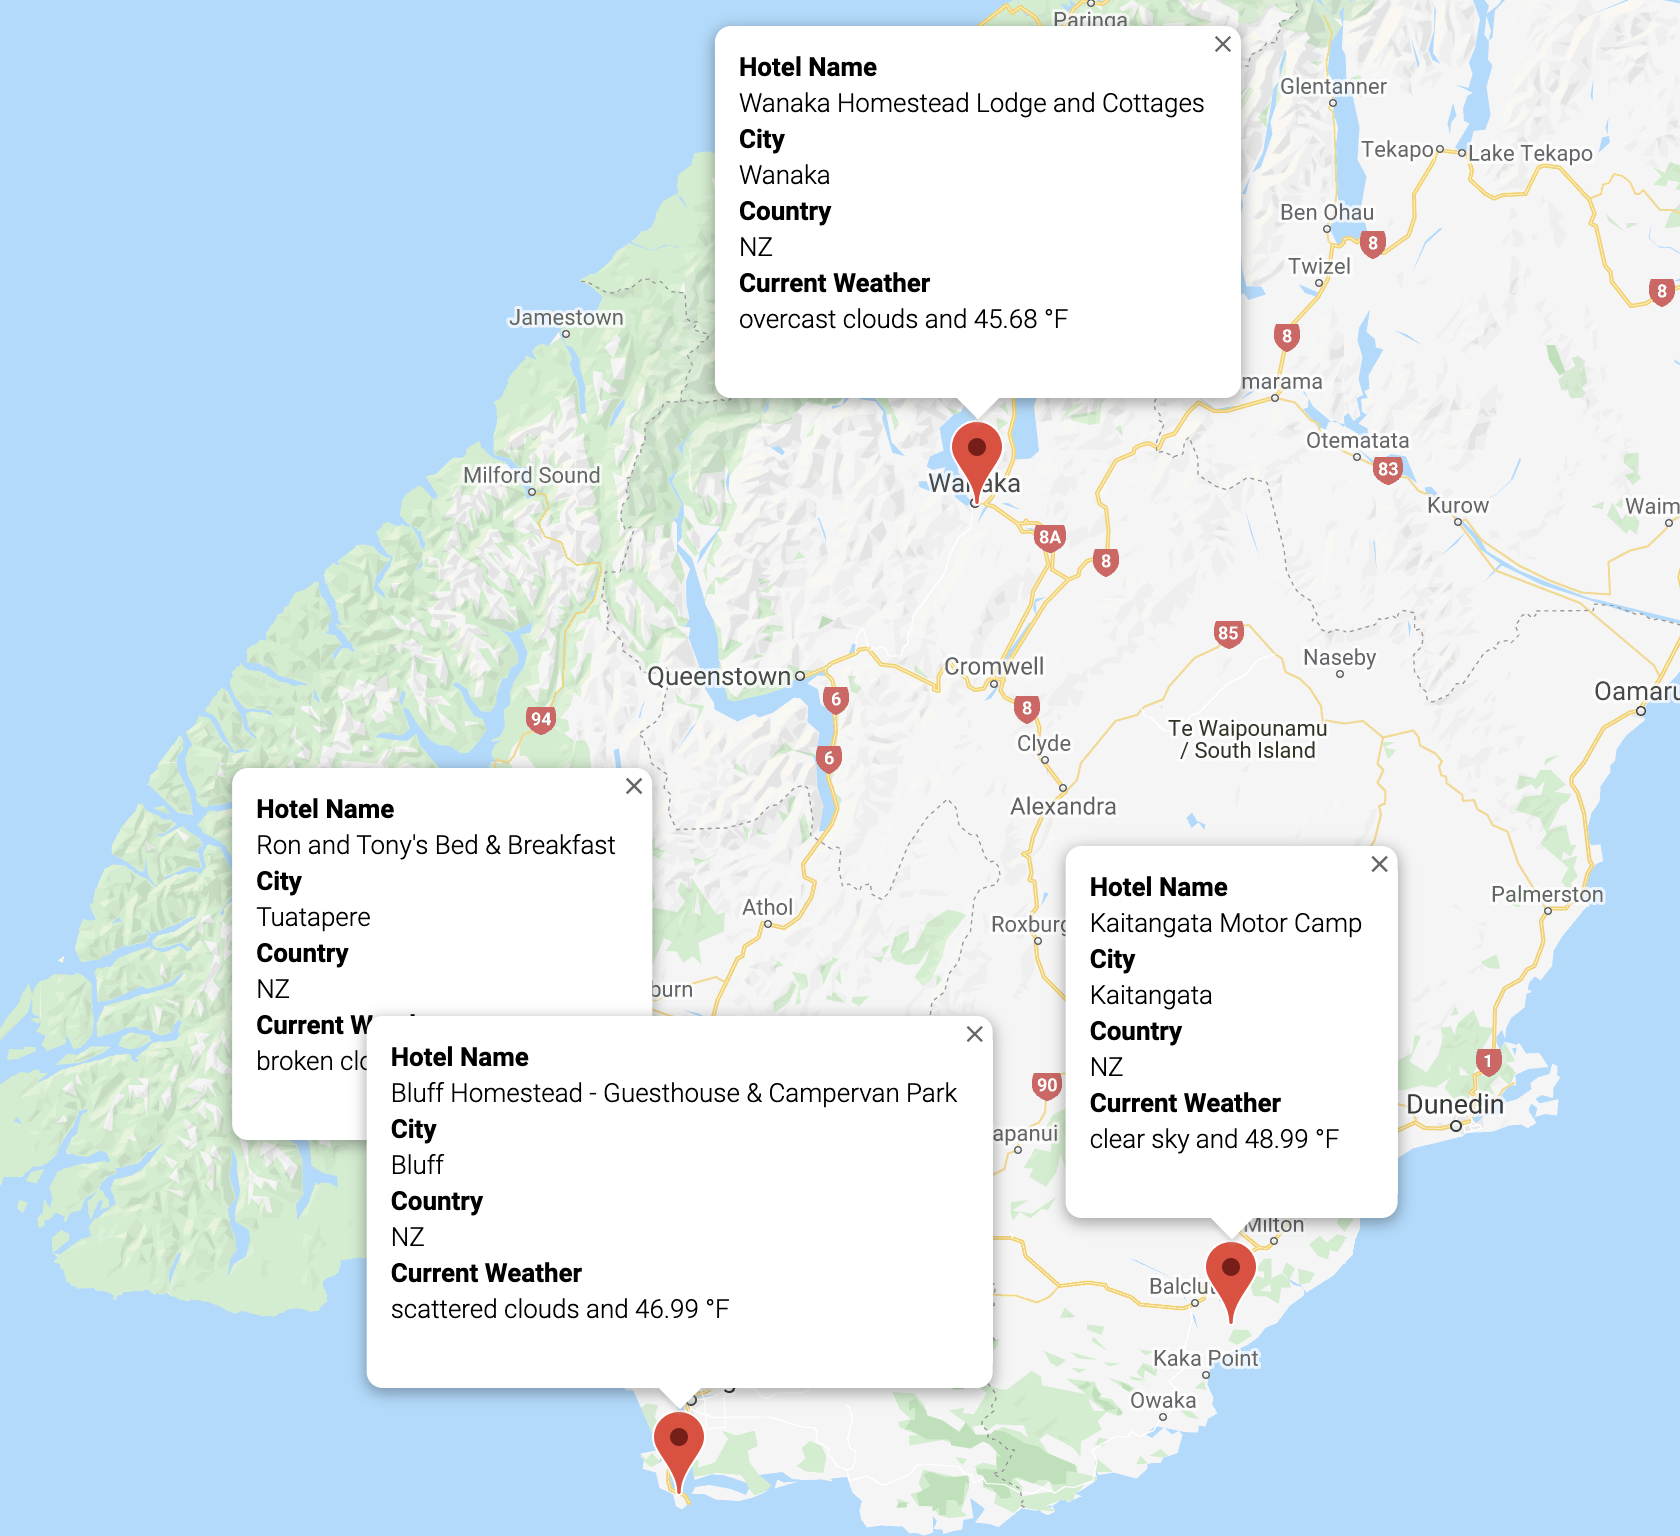 Paringa
Hotel Name
Wanaka Homestead Lodge and Cottages
City
Wanaka
Country
NZ
Current Weather
overcast clouds and 45.68 °F
Glentanner
Tekapo
Lake Tekapo
Ben Ohau
8
Twizel
8
8
Jamestown
marama
Otematata
83
Milford Sound
Wanaka
Kurow
Waim
8A
8
85
Naseby
Queenstown
Cromwell
6
8
Oamaru
94
Te Waipounamu
/ South Island
Clyde
6
Alexandra
Hotel Name
Ron and Tony's Bed & Breakfast
City
Tuatapere
Country
NZ
Current
broken
Athol
burn
Roxburg
Palmerston
Hotel Name
Kaitangata Motor Camp
City
Kaitangata
Country
NZ
Current Weather
clear sky and 48.99 °F
Hotel Name
Bluff Homestead - Guesthouse & Campervan Park
City
Bluff
Country
NZ
Current Weather
scattered clouds and 46.99 °F
90
apanui
1
Dunedin
Milton
Balclut
Kaka Point
Owaka